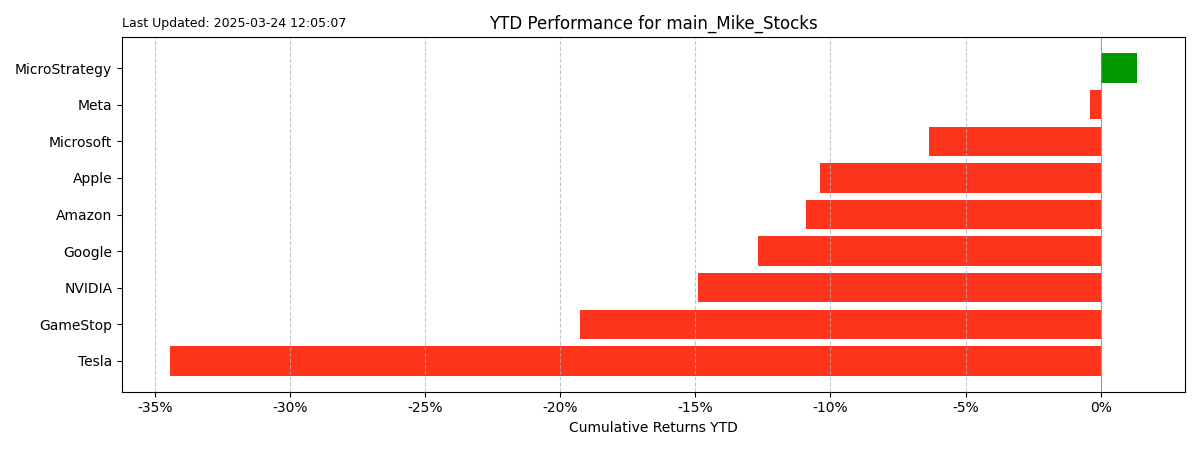 Last Updated: 2025-03-24 12:05:07
YTD Performance for main_Mike_Stocks
MicroStrategy
Meta
Microsoft
Apple
Amazon
Google
NVIDIA
GameStop
Tesla
-35% -30% -25% -20% -15% -10% -5% 0%
Cumulative Returns YTD